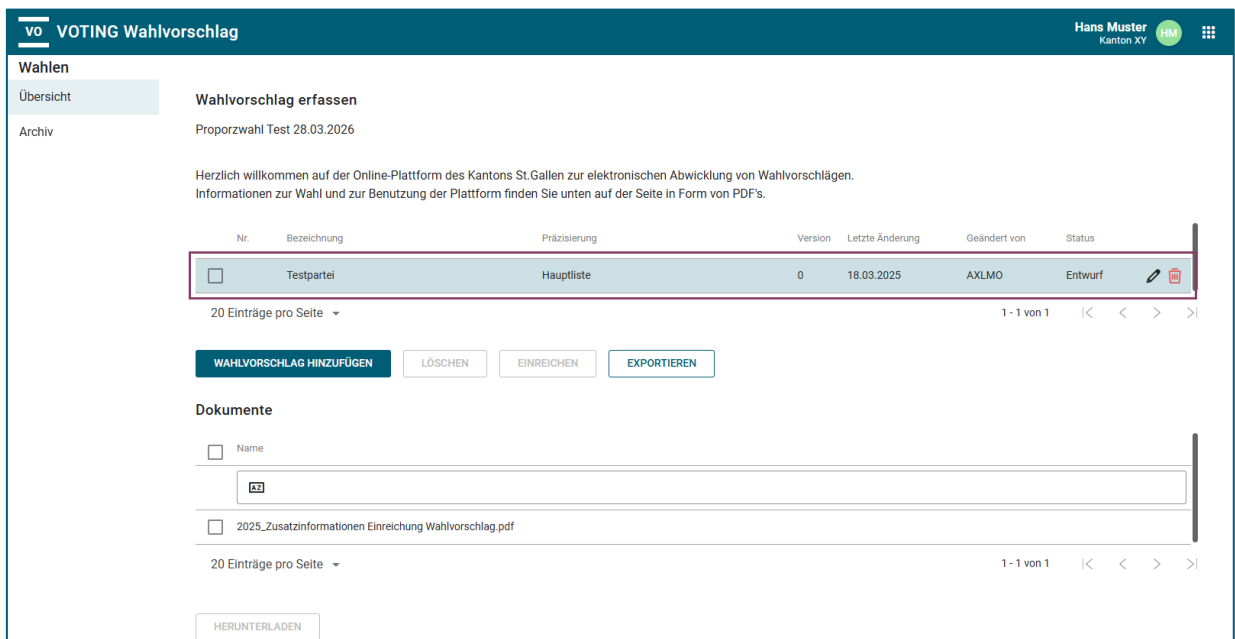 VO VOTING Wahlvorschlag
Hans Muster
Kanton XY
HM
Wahlen
Übersicht
Archiv
Wahlvorschlag erfassen
Proporzwahl Test 28.03.2026
Herzlich willkommen auf der Online-Plattform des Kantons St.Gallen zur elektronischen Abwicklung von Wahlvorschlägen.
Informationen zur Wahl und zur Benutzung der Plattform finden Sie unten auf der Seite in Form von PDF's.
Nr. Bezeichnung Präzisierung Version Letzte Änderung Geändert von Status
Testpartei Hauptliste 0 18.03.2025 AXLMO Entwurf
20 Einträge pro Seite 1 - 1 von 1
WAHLVORSCHLAG HINZUFÜGEN LÖSCHEN EINREICHEN EXPORTIEREN
Dokumente
Name
AZ
2025_Zusatzinformationen Einreichung Wahlvorschlag.pdf
20 Einträge pro Seite 1 - 1 von 1
HERUNTERLADEN